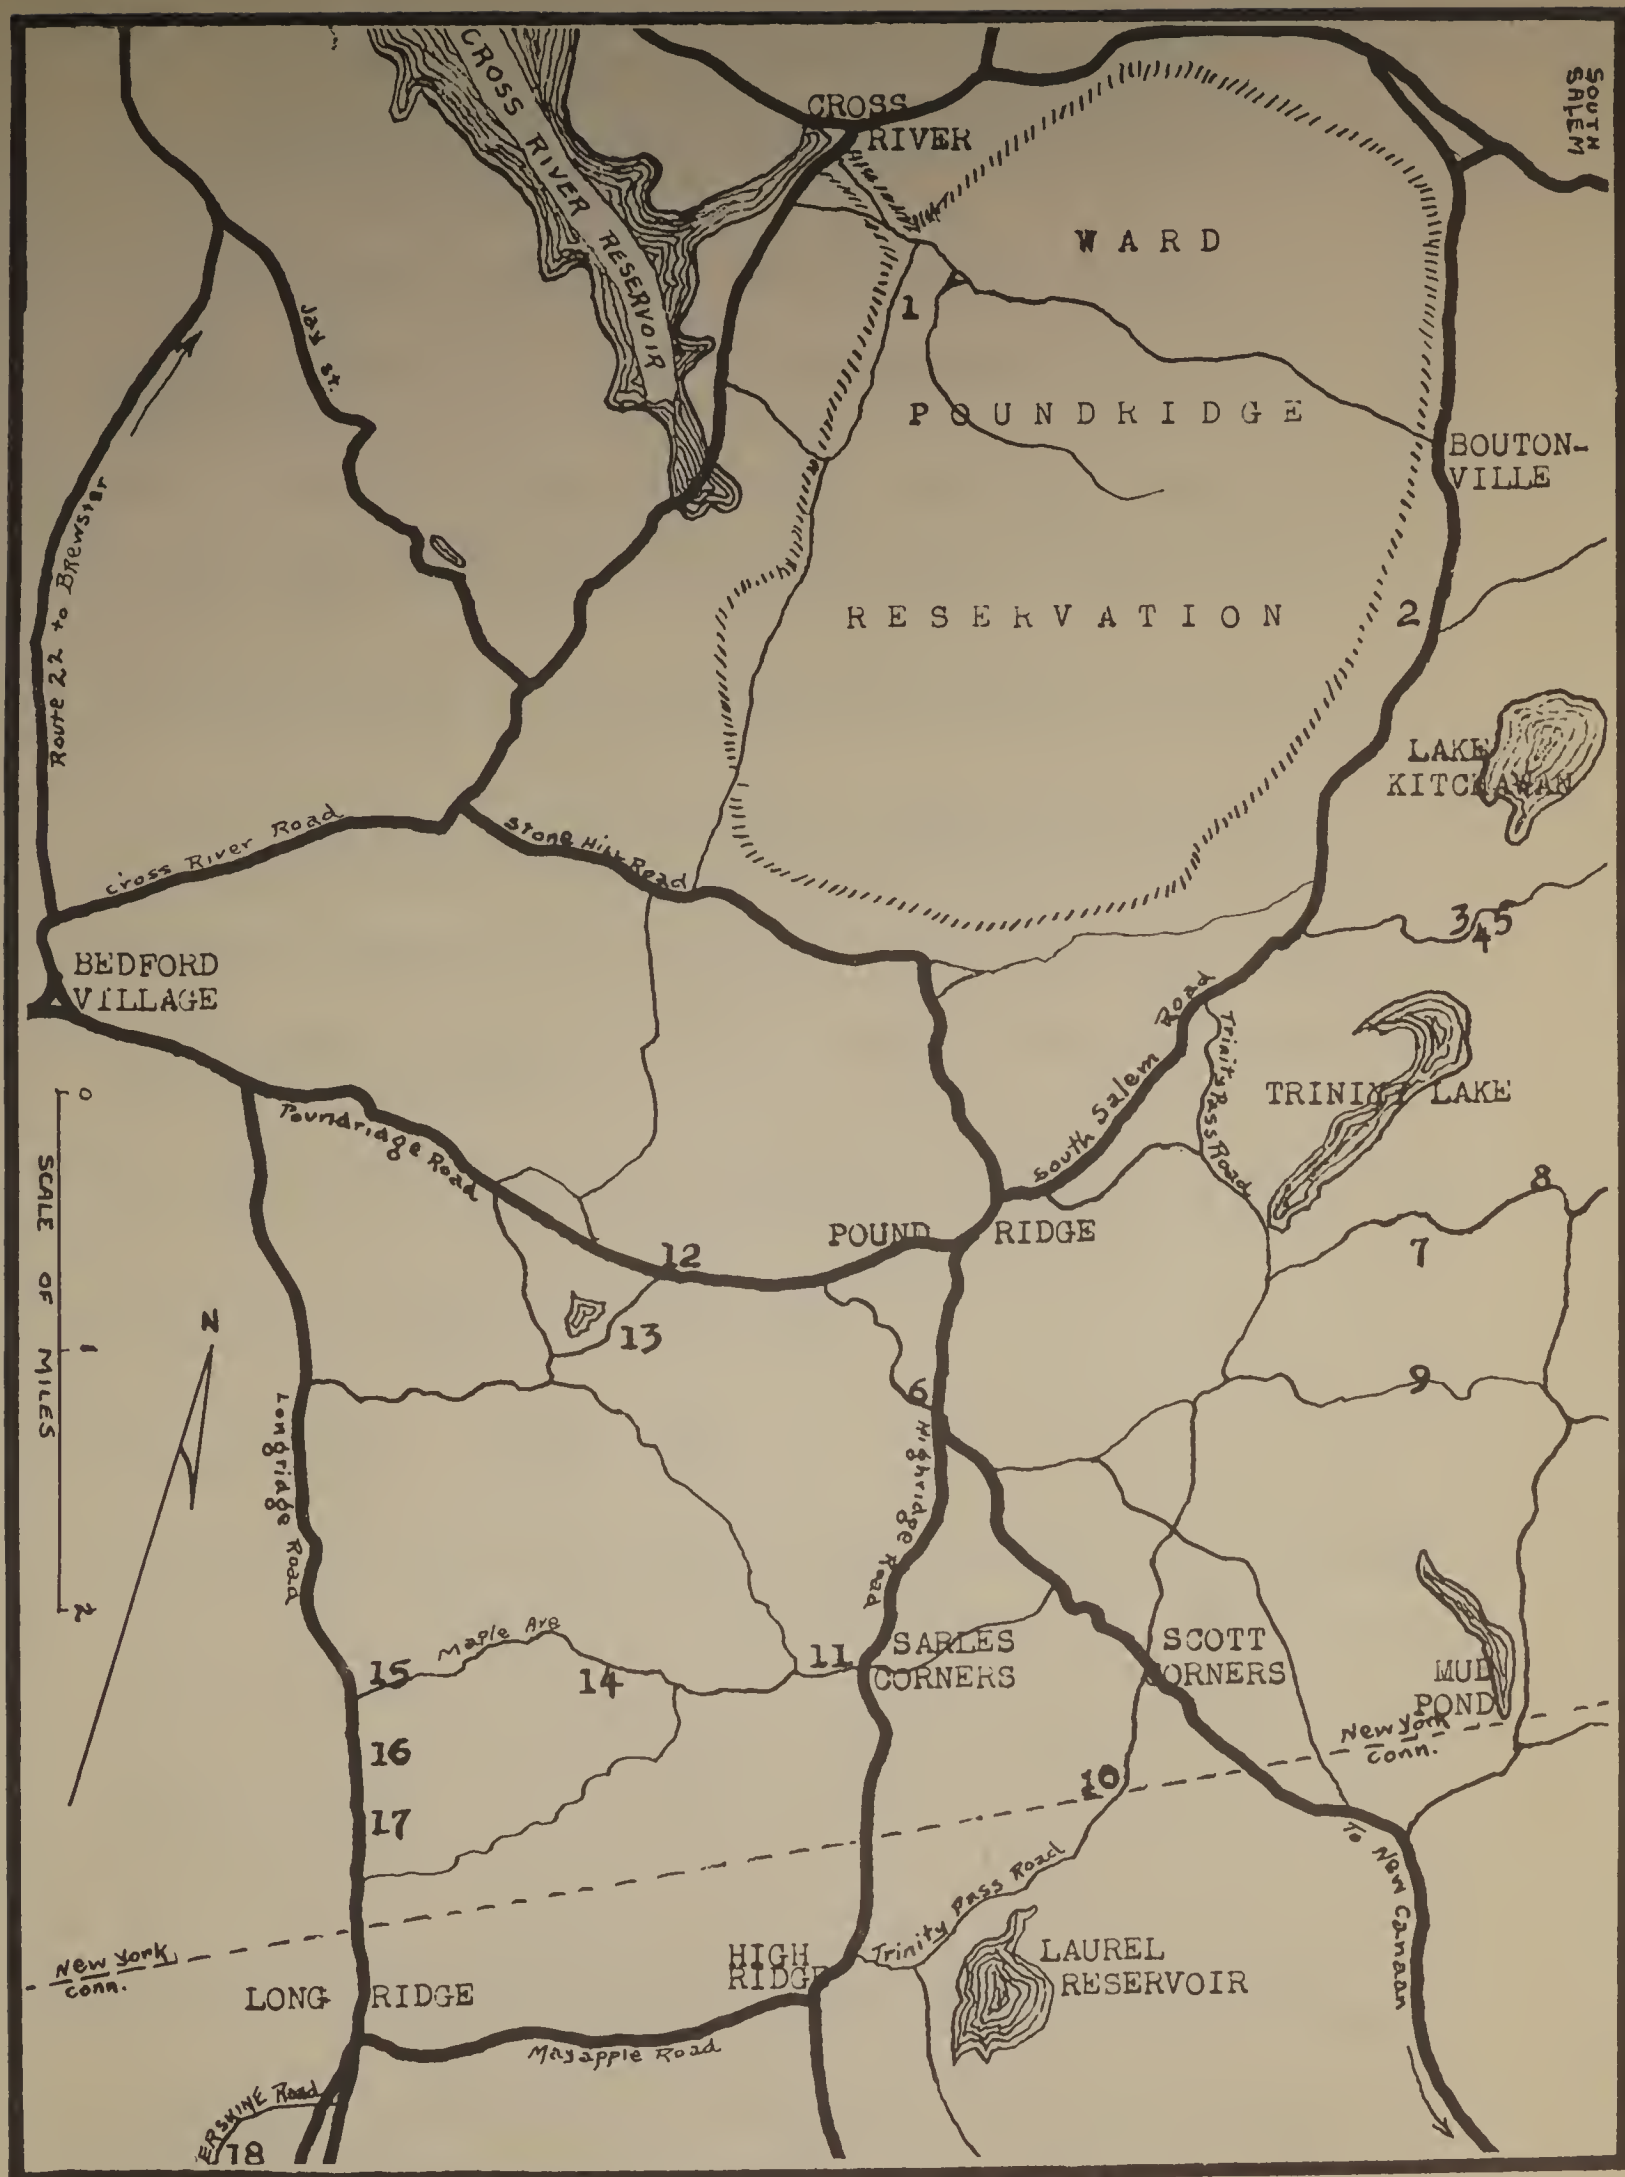 CROSS RIVER RESERVOIR
CROSS
RIVER
SOUTH
SALEM
WARD
1
Jay St.
POUNDRIDGE
BOUTON-
VILLE
Route 22 to Brewster
RESERVATION
2
LAKE
KITCHAWAN
Cross River Road
Stone Hill Road
3
4
5
BEDFORD
VILLAGE
South Salem Road
Trinity Pass Road
TRINITY LAKE
0
Poundridge Road
SCALE OF MILES
1
2
8
POUND RIDGE
7
12
N
13
9
6
Longridge Road
Highridge Road
Maple Ave
15
14
11
SARLES
CORNERS
SCOTT
CORNERS
MUD
POND
New York
Conn.
16
10
17
To New Canaan
Trinity Pass Road
New York
Conn.
LONG RIDGE
HIGH
RIDGE
LAUREL
RESERVOIR
Mayapple Road
ERSKINE Road
18